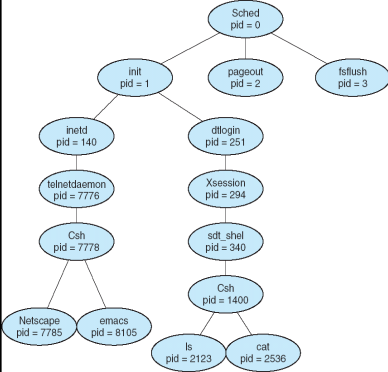 Sched
pid = 0
init
pid = 1
pageout
pid = 2
fsflush
pid = 3
inetd
pid = 140
dtlogin
pid = 251
telnetdaemon
pid = 7776
Xsession
pid = 294
Csh
pid = 7778
sdt_shel
pid = 340
Csh
pid = 1400
Netscape
pid = 7785
emacs
pid = 8105
ls
pid = 2123
cat
pid = 2536